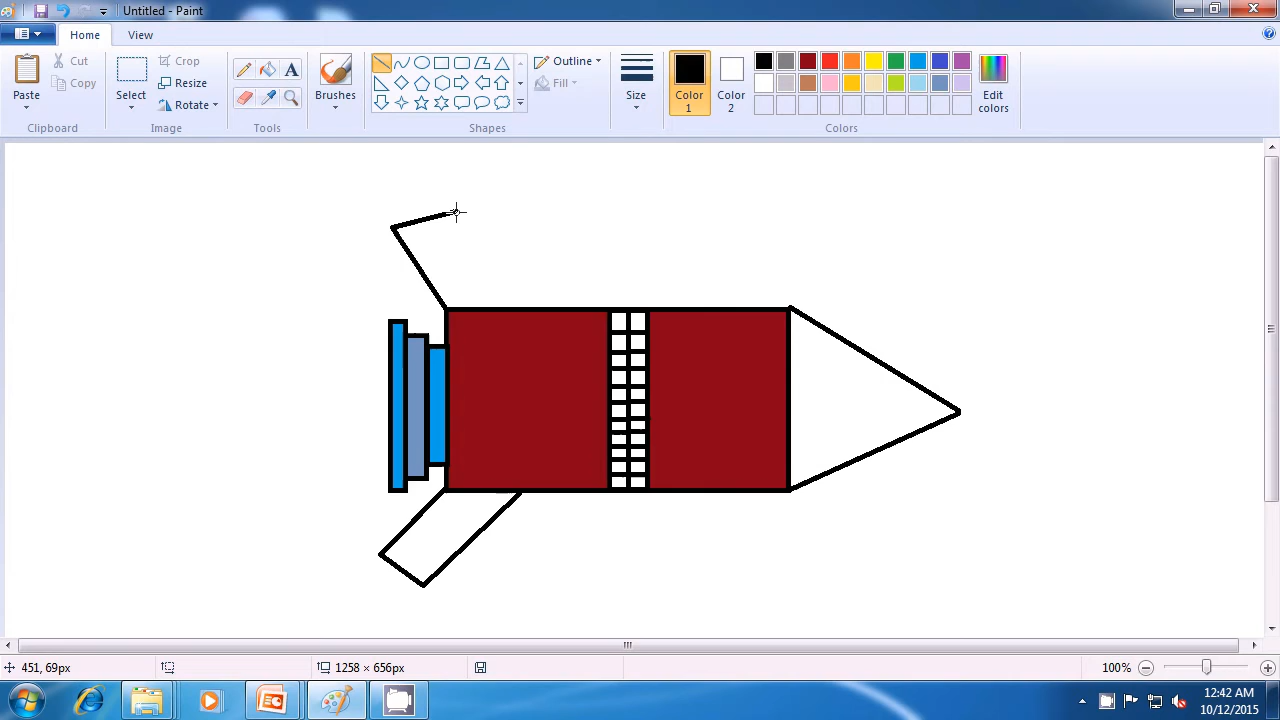 Untitled - Paint
Home View
Paste
Cut
Copy
Clipboard
Select
Crop
Resize
Rotate
Image
A
Tools
Brushes
Outline
Fill
Shapes
Size
Color 1
Color 2
Edit colors
Colors
451, 69px
1258 × 656px
100%
12:42 AM
10/12/2015